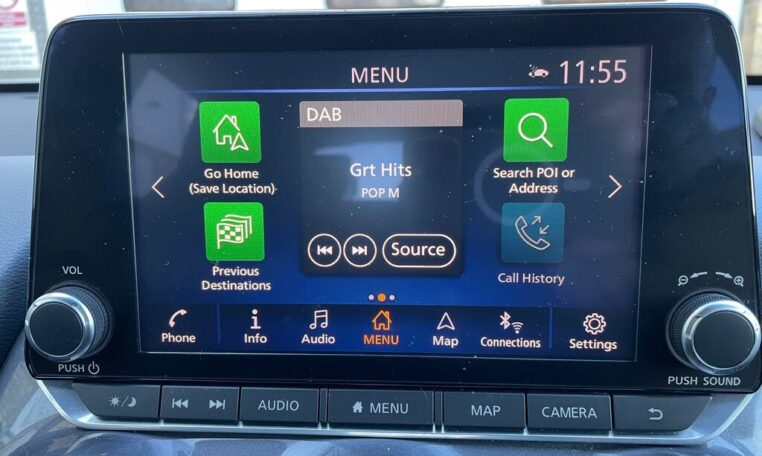 MENU
11:55
DAB
Go Home
(Save Location)
Grt Hits
POP M
Search POI or
Address
Previous
Destinations
Source
Call History
Phone
Info
Audio
MENU
Map
Connections
Settings
VOL
PUSH
PUSH SOUND
AUDIO
MENU
MAP
CAMERA